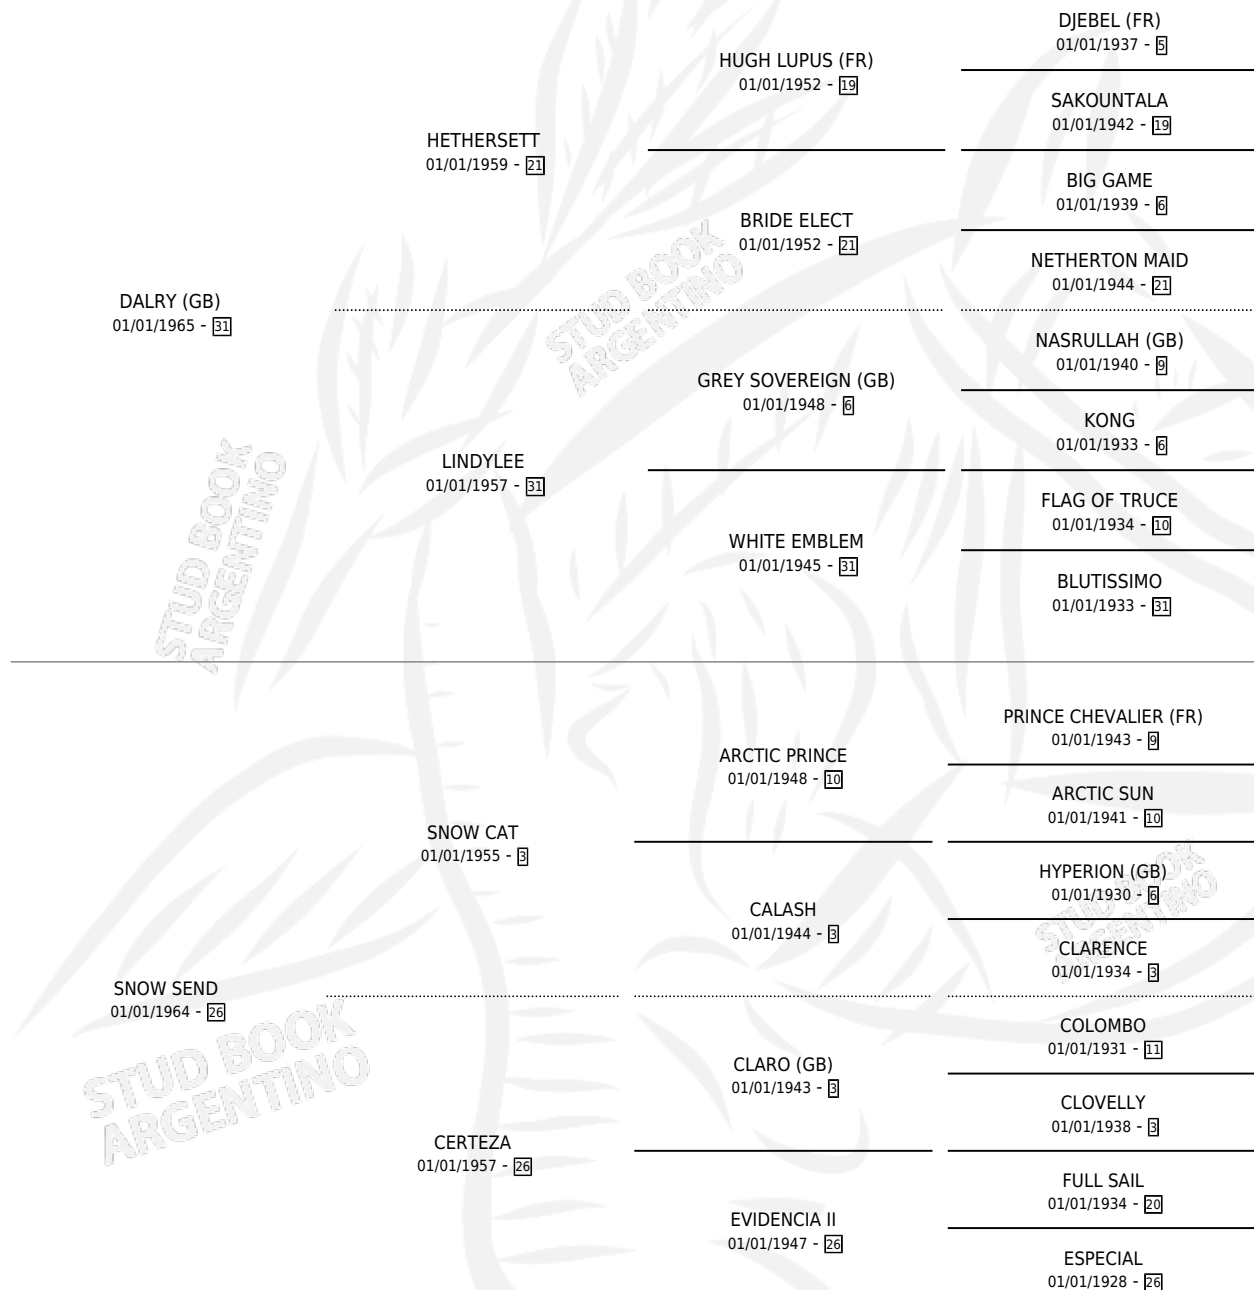 DALRY (GB)
01/01/1965 - 31
HETHERSETT
01/01/1959 - 21
LINDYLEE
01/01/1957 - 31
HUGH LUPUS (FR)
01/01/1952 - 19
BRIDE ELECT
01/01/1952 - 21
GREY SOVEREIGN (GB)
01/01/1948 - 6
WHITE EMBLEM
01/01/1945 - 31
DJEBEL (FR)
01/01/1937 - 5
SAKOUNTALA
01/01/1942 - 19
BIG GAME
01/01/1939 - 6
NETHERTON MAID
01/01/1944 - 21
NASRULLAH (GB)
01/01/1940 - 9
KONG
01/01/1933 - 6
FLAG OF TRUCE
01/01/1934 - 10
BLUTISSIMO
01/01/1933 - 31
STUD BOOK
ARGENTINO
STUD BOOK
ARGENTINO
SNOW SEND
01/01/1964 - 26
SNOW CAT
01/01/1955 - 3
CERTEZA
01/01/1957 - 26
ARCTIC PRINCE
01/01/1948 - 10
CALASH
01/01/1944 - 3
CLARO (GB)
01/01/1943 - 3
EVIDENCIA II
01/01/1947 - 26
PRINCE CHEVALIER (FR)
01/01/1943 - 9
ARCTIC SUN
01/01/1941 - 10
HYPERION (GB)
01/01/1930 - 6
CLARENCE
01/01/1934 - 3
COLOMBO
01/01/1931 - 11
CLOVELLY
01/01/1938 - 3
FULL SAIL
01/01/1934 - 20
ESPECIAL
01/01/1928 - 26
STUD BOOK
ARGENTINO
STUD BOOK
ARGENTINO